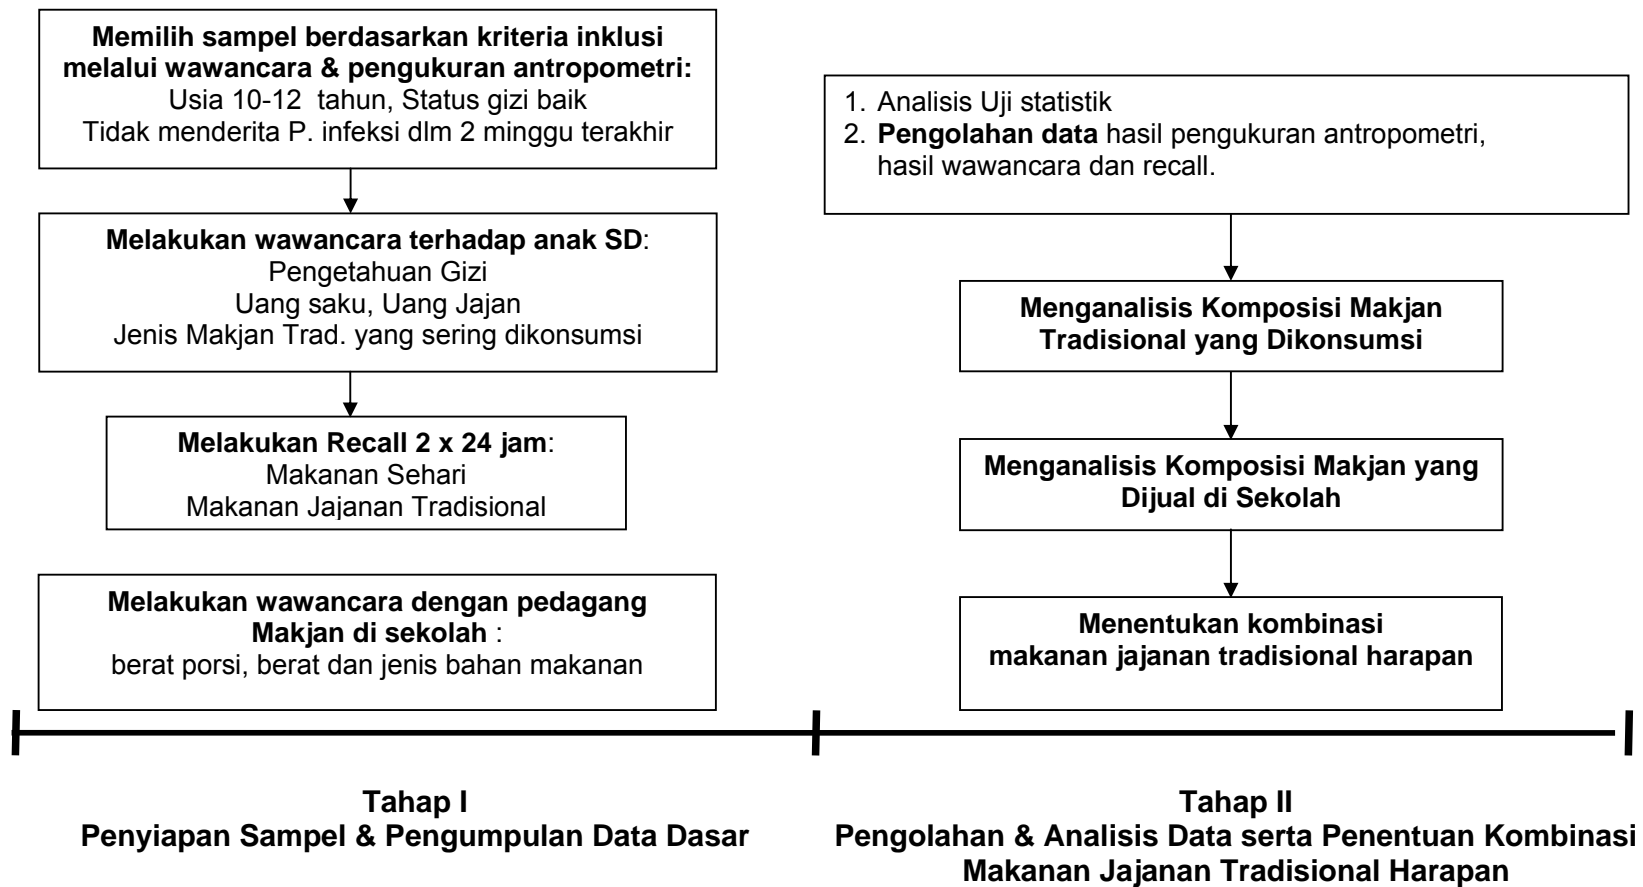 Memilih sampel berdasarkan kriteria inklusi
melalui wawancara & pengukuran antropometri:
Usia 10-12 tahun, Status gizi baik
Tidak menderita P. infeksi dlm 2 minggu terakhir
Melakukan wawancara terhadap anak SD:
Pengetahuan Gizi
Uang saku, Uang Jajan
Jenis Makjan Trad. yang sering dikonsumsi
Melakukan Recall 2 x 24 jam:
Makanan Sehari
Makanan Jajanan Tradisional
Melakukan wawancara dengan pedagang
Makjan di sekolah :
berat porsi, berat dan jenis bahan makanan
1. Analisis Uji statistik
2. Pengolahan data hasil pengukuran antropometri,
hasil wawancara dan recall.
Menganalisis Komposisi Makjan
Tradisional yang Dikonsumsi
Menganalisis Komposisi Makjan yang
Dijual di Sekolah
Menentukan kombinasi
makanan jajanan tradisional harapan
Tahap I
Penyiapan Sampel & Pengumpulan Data Dasar
Tahap II
Pengolahan & Analisis Data serta Penentuan Kombinasi
Makanan Jajanan Tradisional Harapan